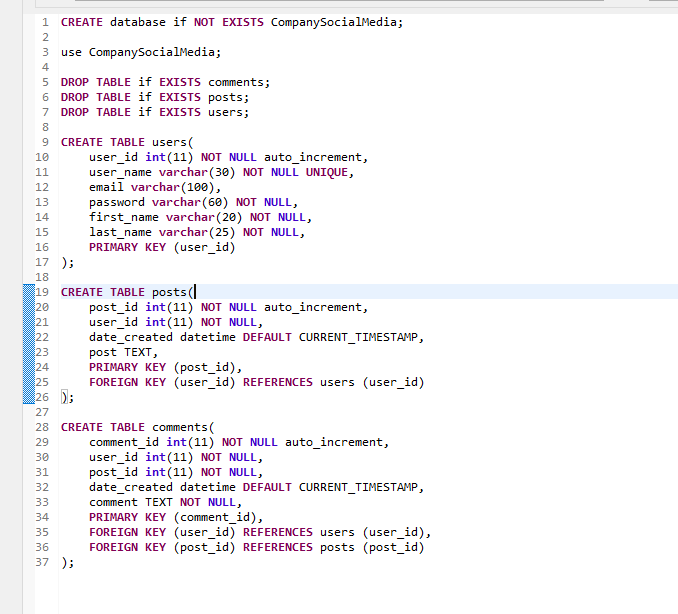 1 CREATE database if NOT EXISTS CompanySocialMedia;
2
3 use CompanySocialMedia;
4
5 DROP TABLE if EXISTS comments;
6 DROP TABLE if EXISTS posts;
7 DROP TABLE if EXISTS users;
8
9 CREATE TABLE users(
10     user_id int(11) NOT NULL auto_increment,
11     user_name varchar(30) NOT NULL UNIQUE,
12     email varchar(100),
13     password varchar(60) NOT NULL,
14     first_name varchar(20) NOT NULL,
15     last_name varchar(25) NOT NULL,
16     PRIMARY KEY (user_id)
17 );
18
19 CREATE TABLE posts(
20     post_id int(11) NOT NULL auto_increment,
21     user_id int(11) NOT NULL,
22     date_created datetime DEFAULT CURRENT_TIMESTAMP,
23     post TEXT,
24     PRIMARY KEY (post_id),
25     FOREIGN KEY (user_id) REFERENCES users (user_id)
26 );
27
28 CREATE TABLE comments(
29     comment_id int(11) NOT NULL auto_increment,
30     user_id int(11) NOT NULL,
31     post_id int(11) NOT NULL,
32     date_created datetime DEFAULT CURRENT_TIMESTAMP,
33     comment TEXT NOT NULL,
34     PRIMARY KEY (comment_id),
35     FOREIGN KEY (user_id) REFERENCES users (user_id),
36     FOREIGN KEY (post_id) REFERENCES posts (post_id)
37 );